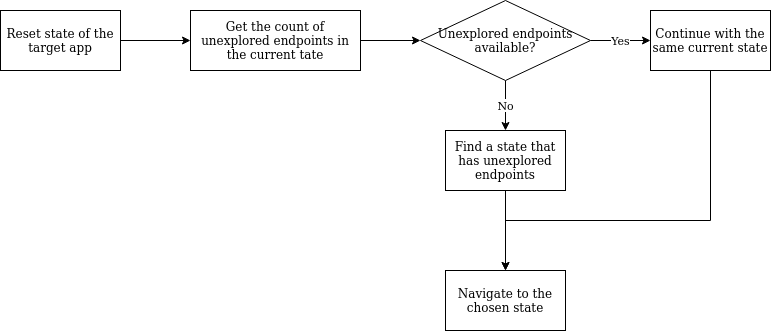 Reset state of the
target app
Get the count of
unexplored endpoints in
the current tate
Unexplored endpoints
available?
Yes
Continue with the
same current state
No
Find a state that
has unexplored
endpoints
Navigate to the
chosen state